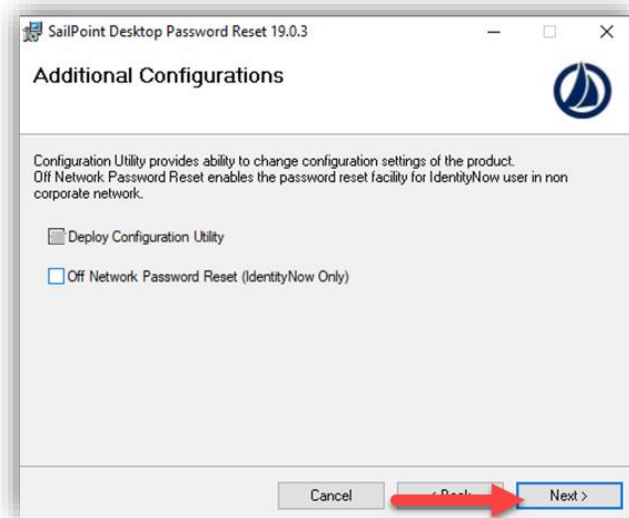 SailPoint Desktop Password Reset 19.0.3
Additional Configurations
Configuration Utility provides ability to change configuration settings of the product.
Off Network Password Reset enables the password reset facility for IdentityNow user in non
corporate network.
Deploy Configuration Utility
Off Network Password Reset (IdentityNow Only)
Cancel Next >